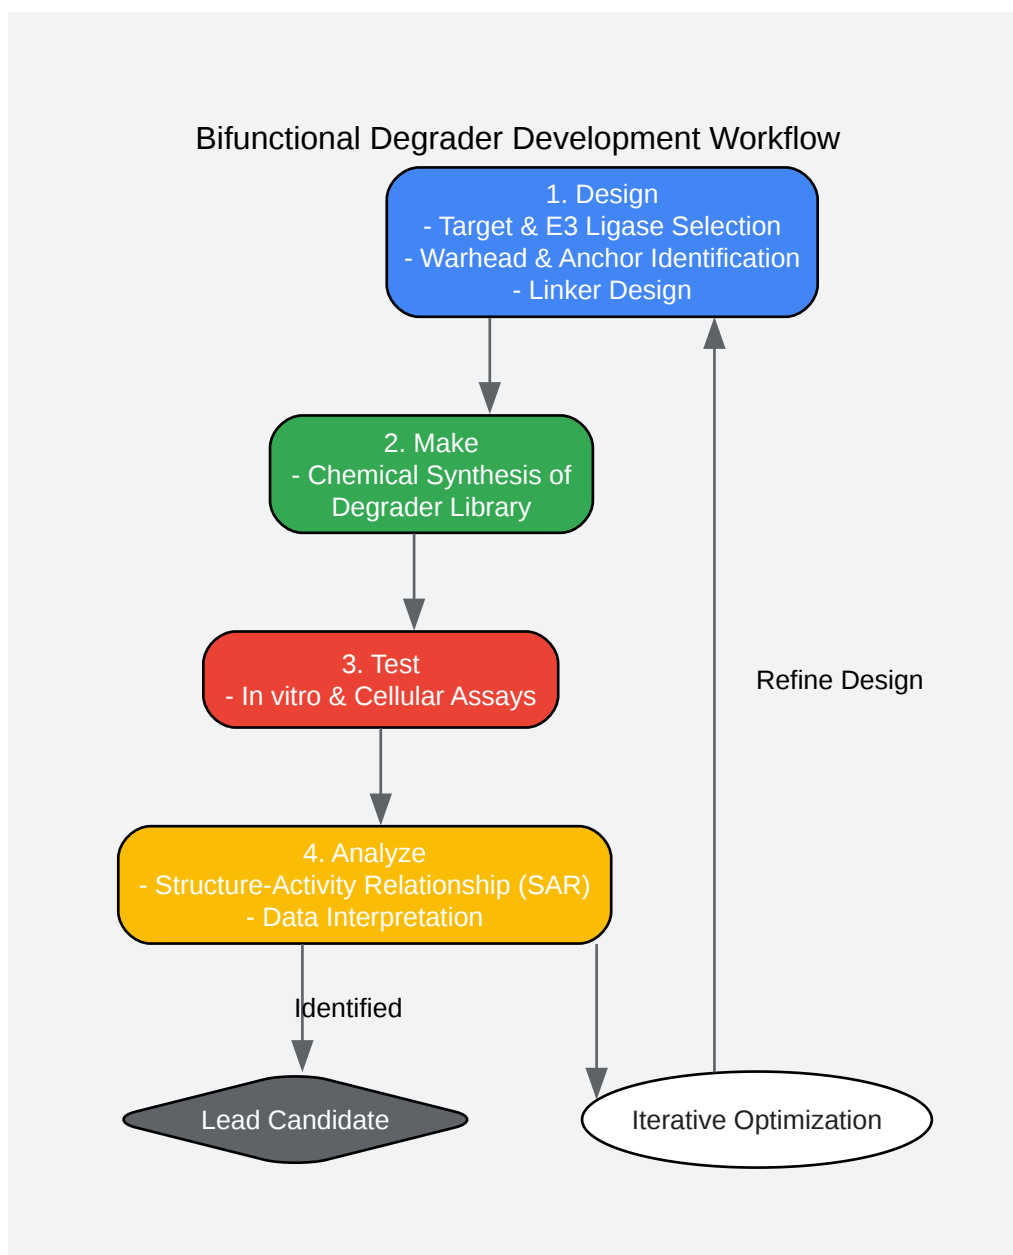 Bifunctional Degrader Development Workflow
1. Design
- Target & E3 Ligase Selection
- Warhead & Anchor Identification
- Linker Design
2. Make
- Chemical Synthesis of
Degrader Library
3. Test
- In vitro & Cellular Assays
Refine Design
4. Analyze
- Structure-Activity Relationship (SAR)
- Data Interpretation
Identified
Lead Candidate
Iterative Optimization